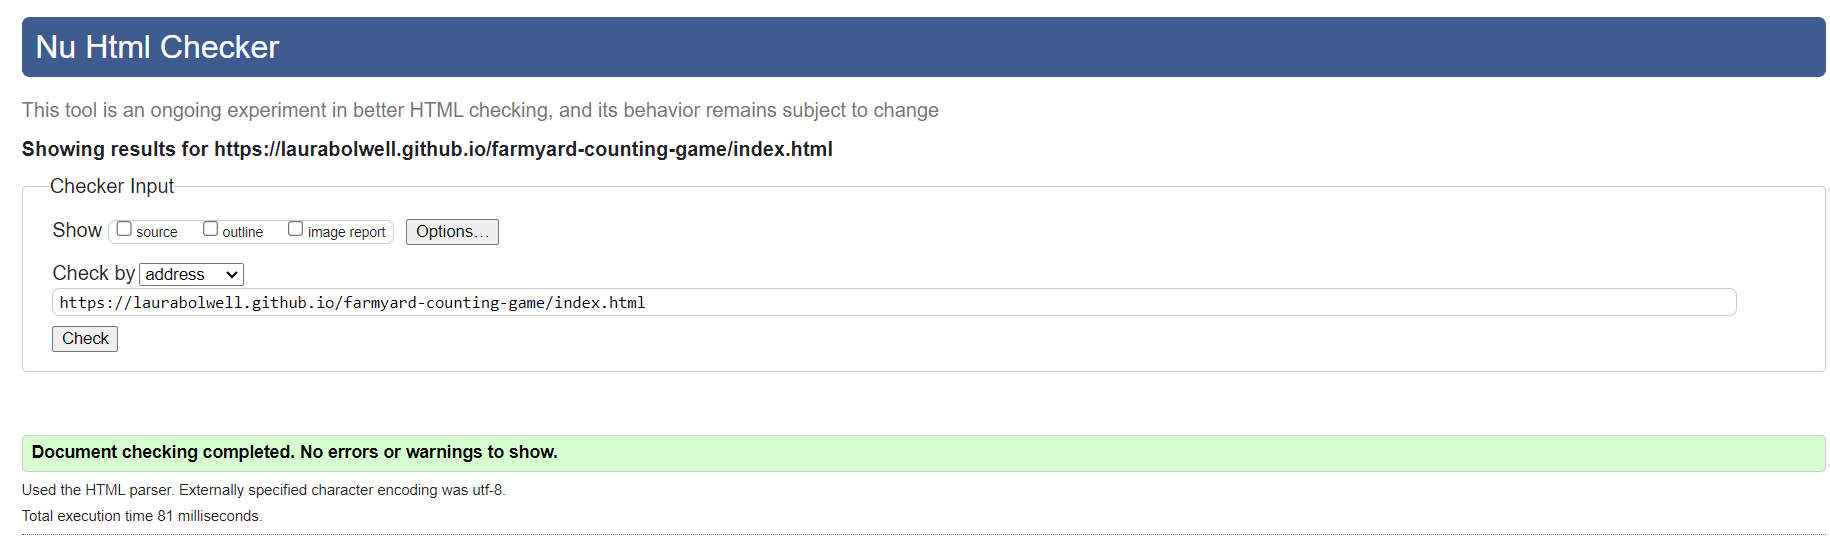 Nu Html Checker
This tool is an ongoing experiment in better HTML checking, and its behavior remains subject to change
Showing results for https://laurabolwell.github.io/farmyard-counting-game/index.html
Checker Input
Show source outline image report Options…
Check by address
https://laurabolwell.github.io/farmyard-counting-game/index.html
Check
Document checking completed. No errors or warnings to show.
Used the HTML parser. Externally specified character encoding was utf-8.
Total execution time 81 milliseconds.